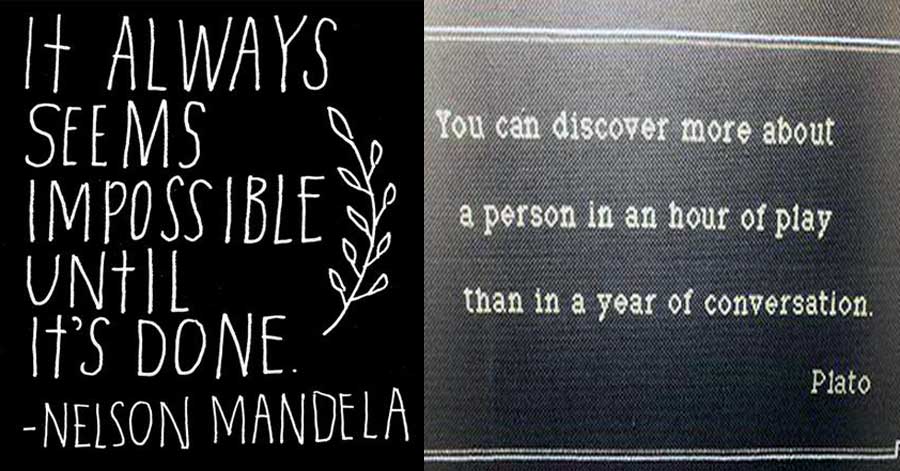 It ALWAYS
SEEMS
IMPOSSIBLE
UNtIL
It'S DONE.
-NELSON MANDELA
You can discover more about
a person in an hour of play
than in a year of conversation.
Plato